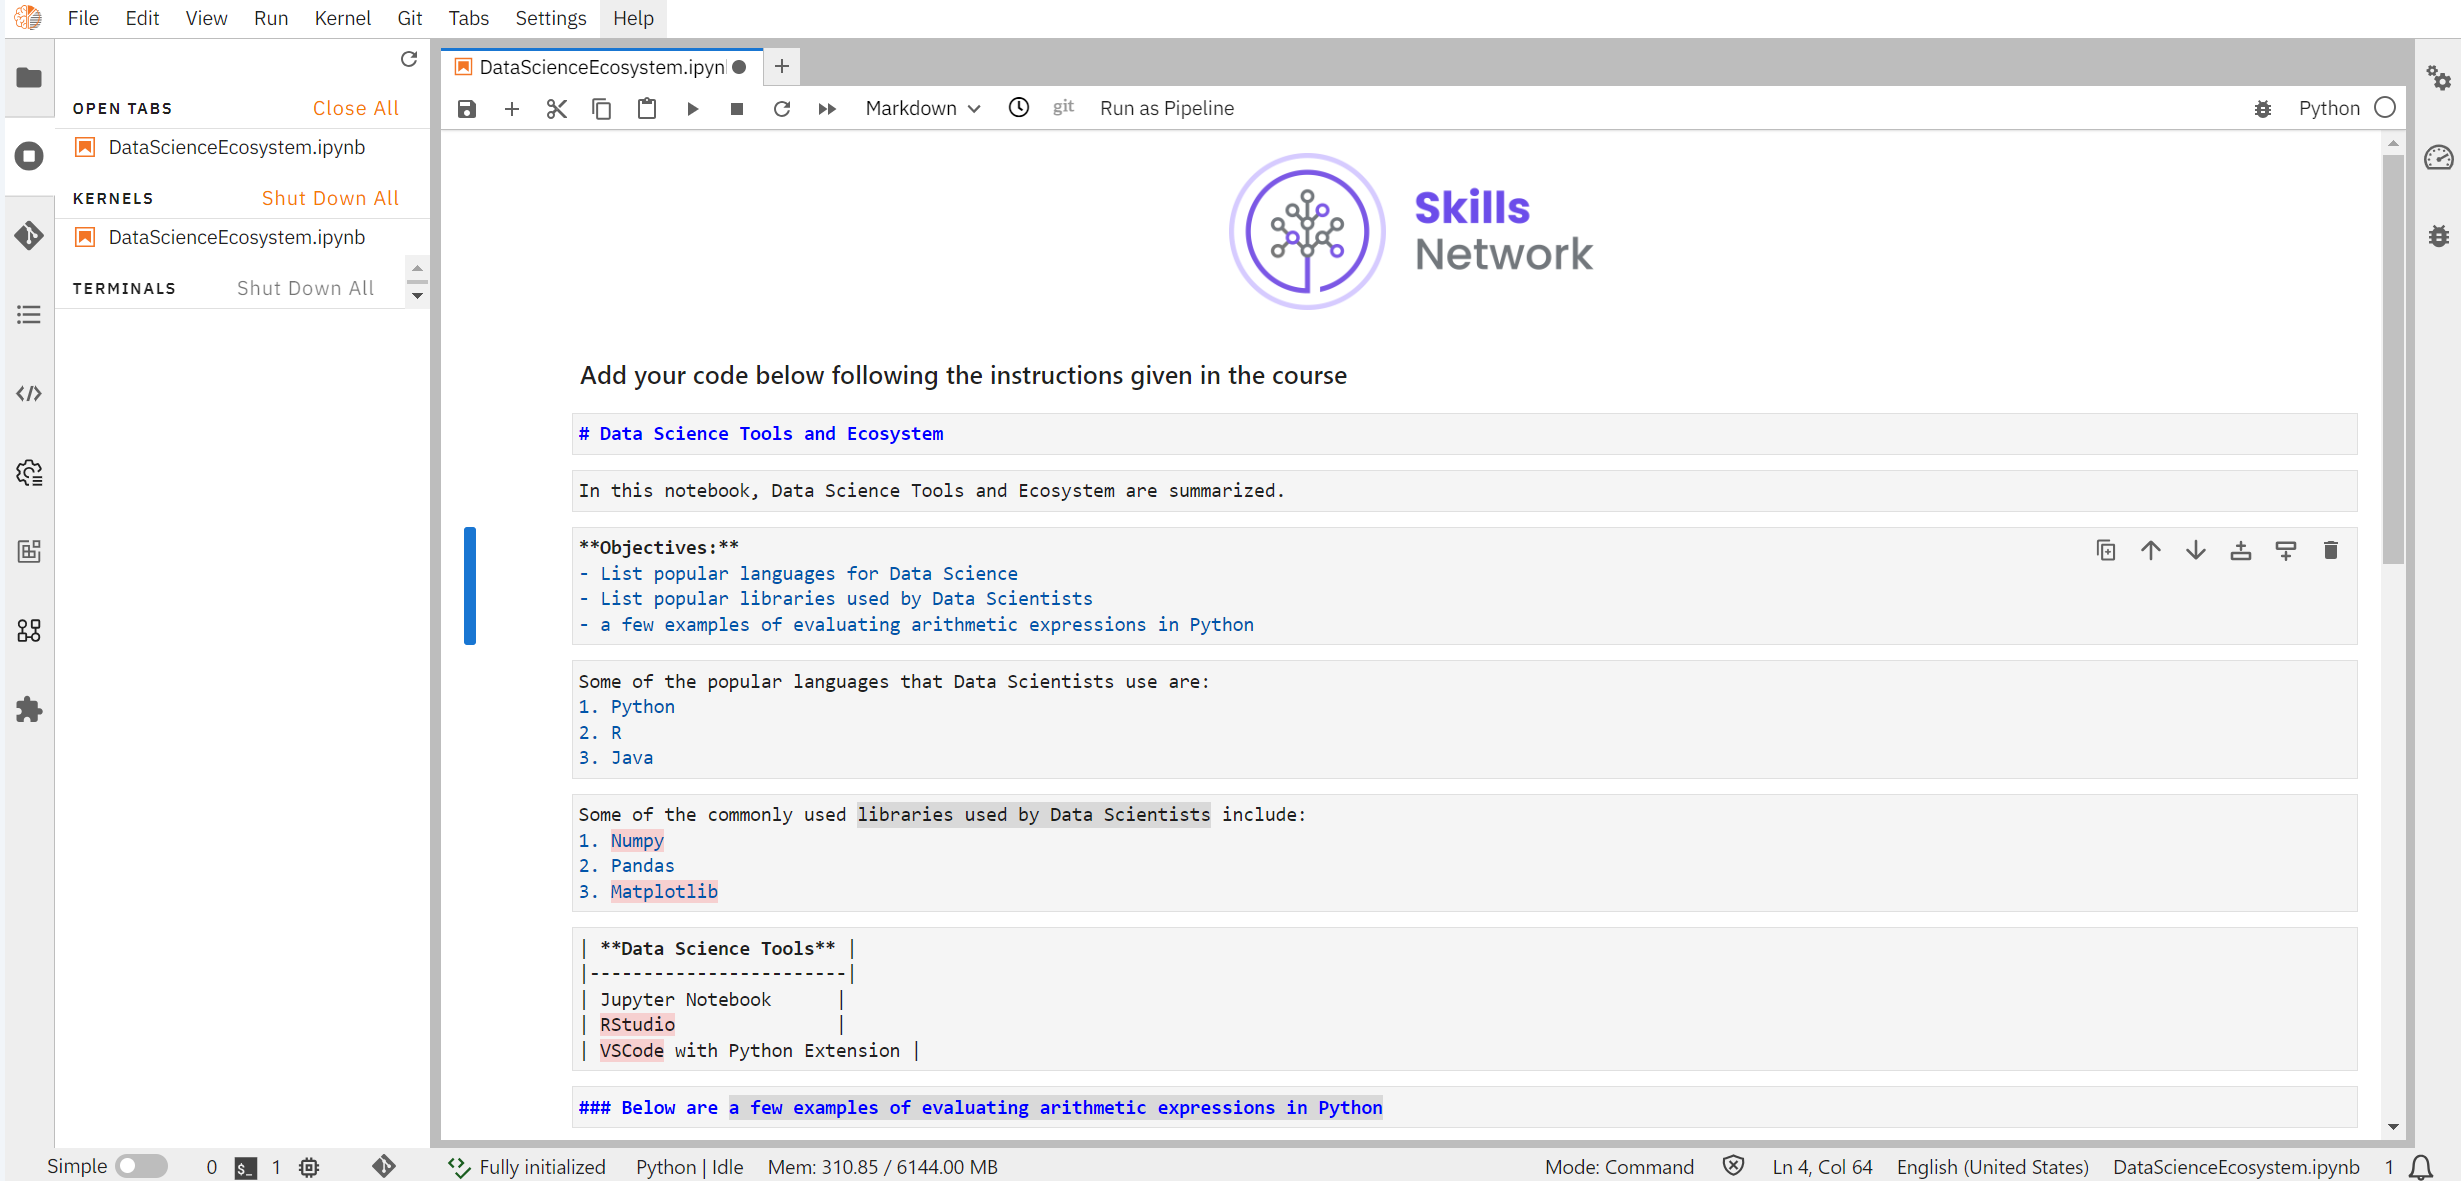 File Edit View Run Kernel Git Tabs Settings Help
OPEN TABS Close All
DataScienceEcosystem.ipynb
KERNELS Shut Down All
DataScienceEcosystem.ipynb
TERMINALS Shut Down All
DataScienceEcosystem.ipyn
Markdown git Run as Pipeline Python
Skills
Network
Add your code below following the instructions given in the course
# Data Science Tools and Ecosystem
In this notebook, Data Science Tools and Ecosystem are summarized.
**Objectives:**
- List popular languages for Data Science
- List popular libraries used by Data Scientists
- a few examples of evaluating arithmetic expressions in Python
Some of the popular languages that Data Scientists use are:
1. Python
2. R
3. Java
Some of the commonly used libraries used by Data Scientists include:
1. Numpy
2. Pandas
3. Matplotlib
| **Data Science Tools** |
|------------------------|
| Jupyter Notebook      |
| RStudio               |
| VSCode with Python Extension |
### Below are a few examples of evaluating arithmetic expressions in Python
Simple 0 $_ 1 Fully initialized Python | Idle Mem: 310.85 / 6144.00 MB Mode: Command Ln 4, Col 64 English (United States) DataScienceEcosystem.ipynb 1